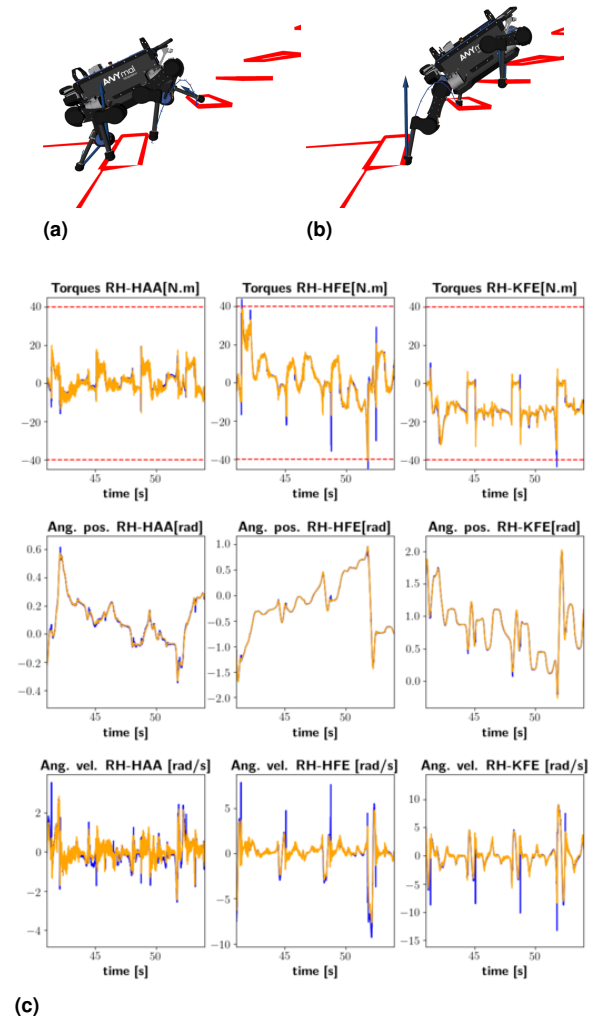 ANYmal
ANYmal
(a)
(b)
Torques RH-HAA[N.m]
Torques RH-HFE[N.m]
Torques RH-KFE[N.m]
40
20
0
−20
−40
40
20
0
−20
−40
40
20
0
−20
−40
45
50
45
50
45
50
time [s]
time [s]
time [s]
Ang. pos. RH-HAA[rad]
Ang. pos. RH-HFE[rad]
Ang. pos. RH-KFE[rad]
0.6
0.4
0.2
0.0
−0.2
−0.4
1.0
0.5
0.0
−0.5
−1.0
−1.5
−2.0
2.0
1.5
1.0
0.5
0.0
45
50
45
50
45
50
time [s]
time [s]
time [s]
Ang. vel. RH-HAA [rad/s]
Ang. vel. RH-HFE [rad/s]
Ang. vel. RH-KFE [rad/s]
2
0
−2
−4
5
0
−5
−10
10
5
0
−5
−10
−15
45
50
45
50
45
50
time [s]
time [s]
time [s]
(c)